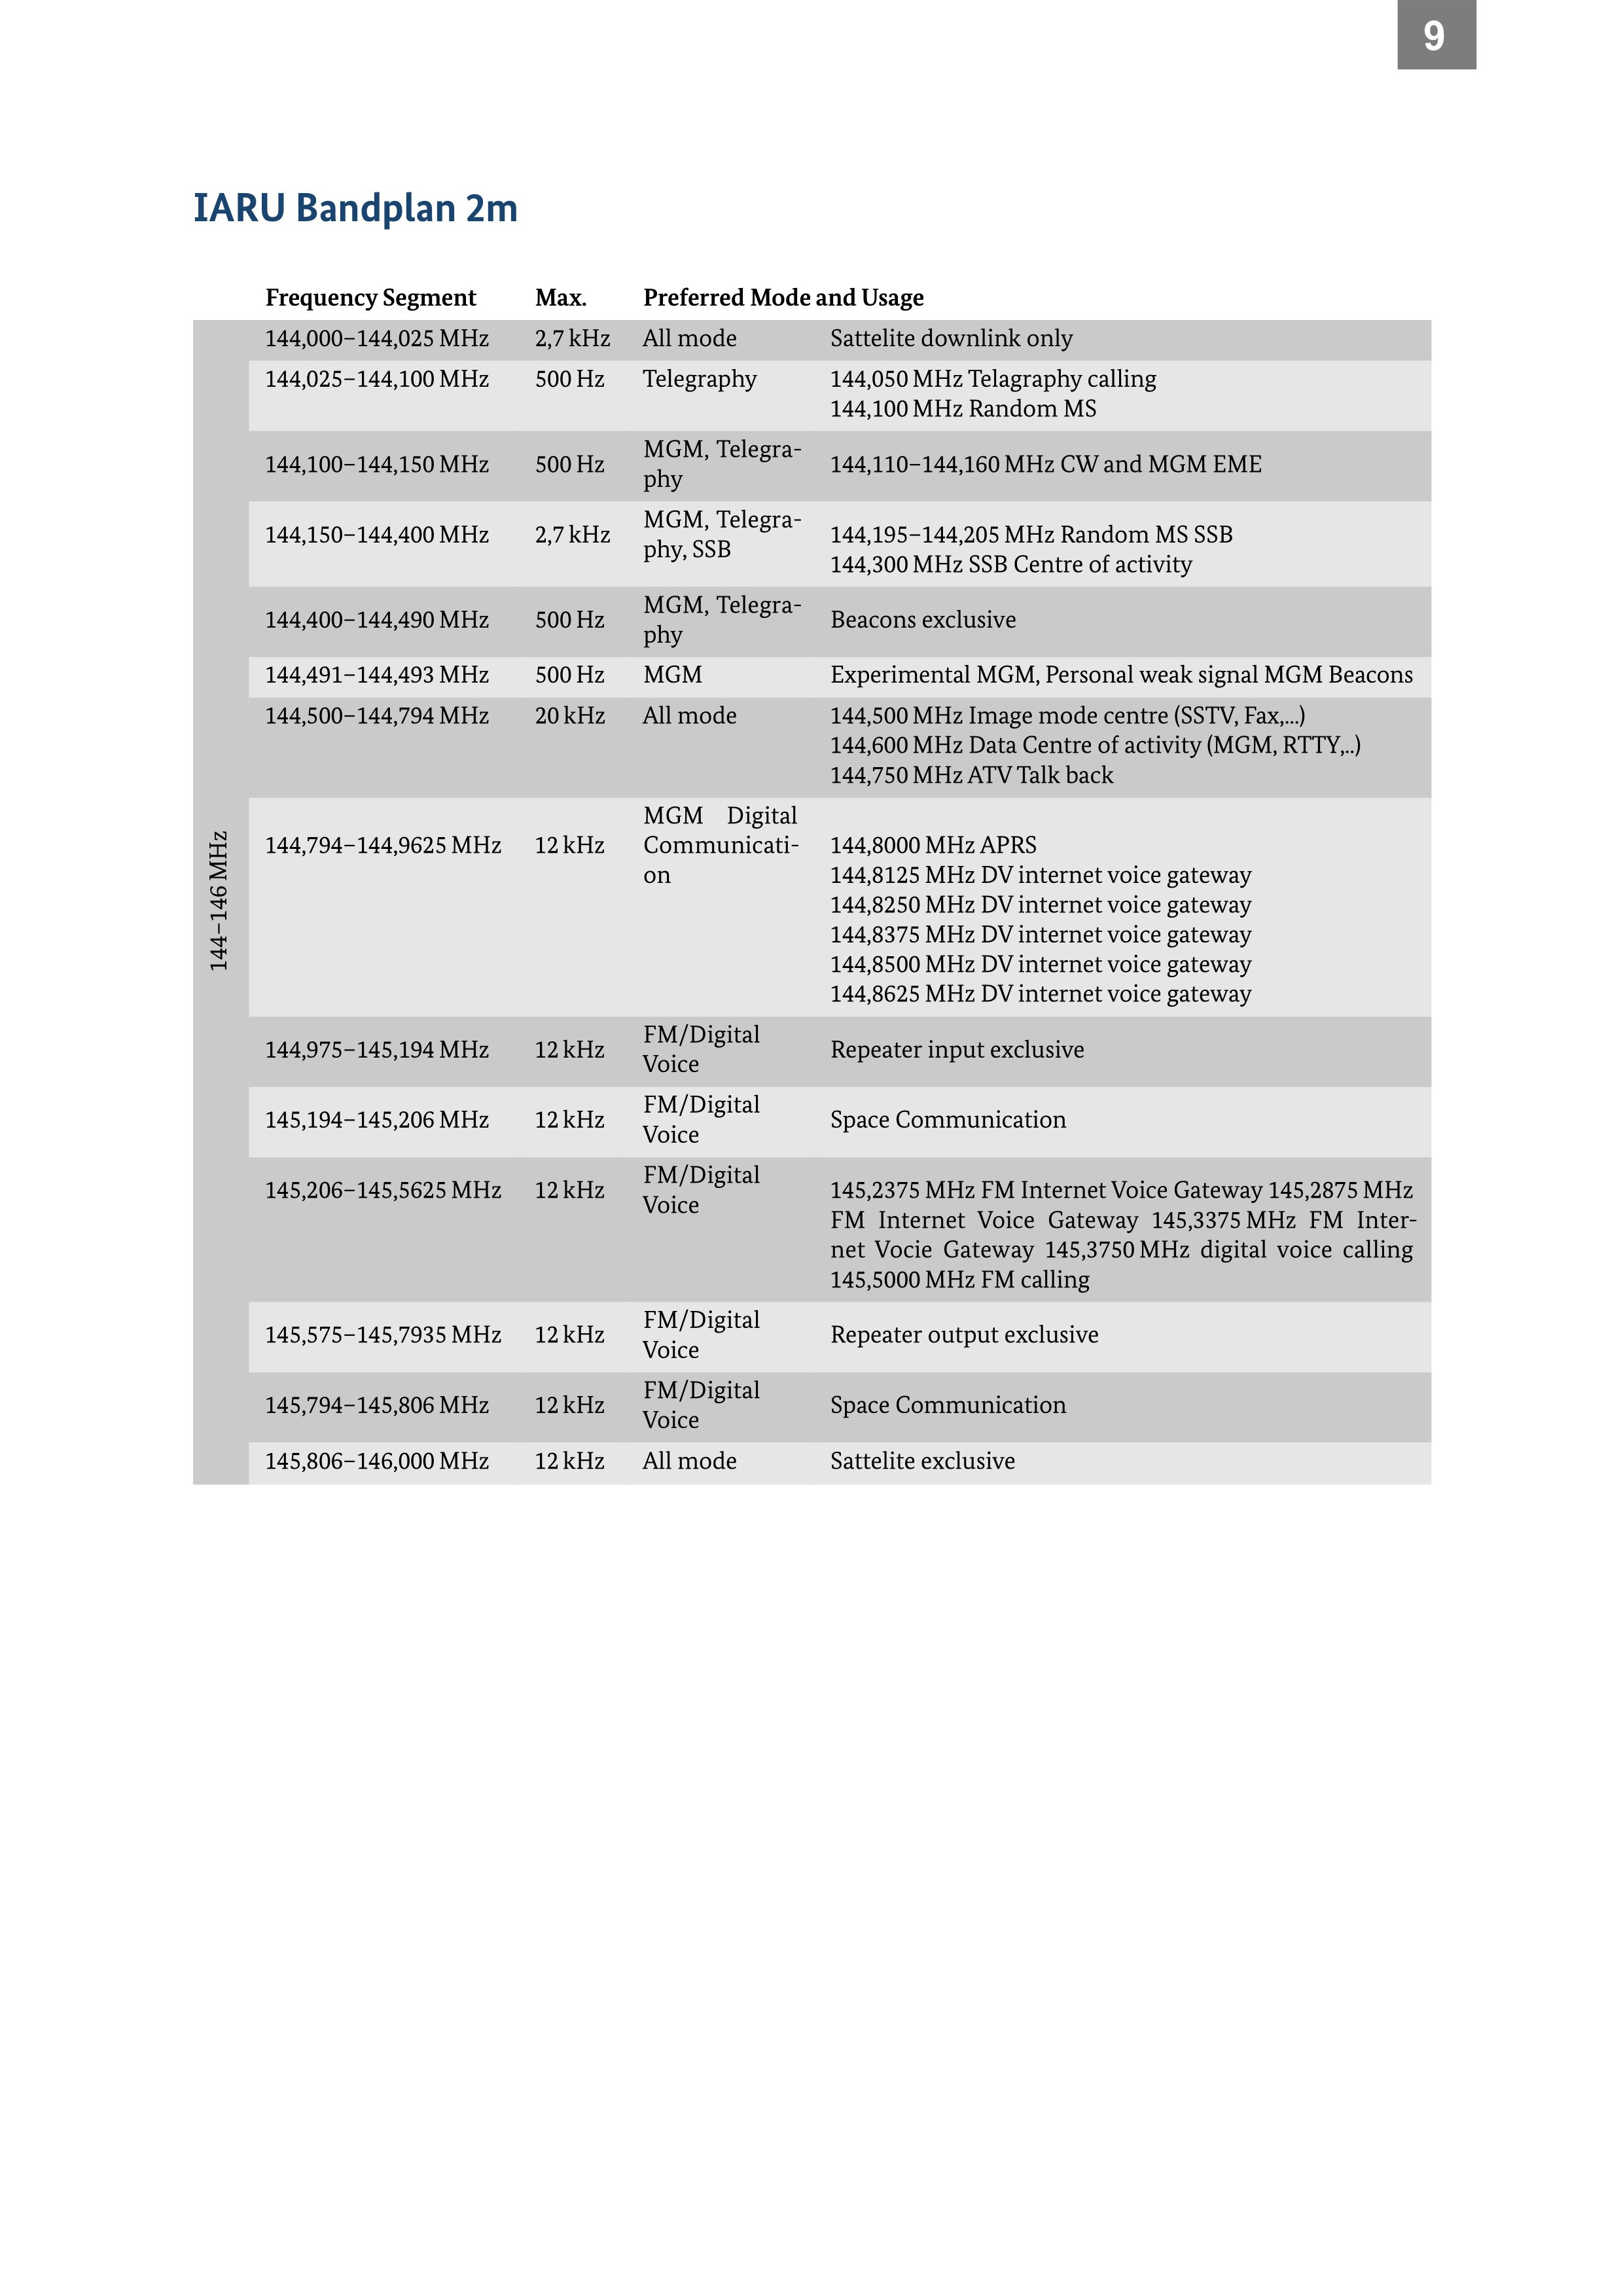 9
IARU Bandplan 2m
Frequency Segment Max. Preferred Mode and Usage
144–146 MHz
144,000–144,025 MHz 2,7 kHz All mode Sattelite downlink only
144,025–144,100 MHz 500 Hz Telegraphy 144,050 MHz Telagraphy calling
144,100 MHz Random MS
144,100–144,150 MHz 500 Hz MGM, Telegra-
phy 144,110–144,160 MHz CW and MGM EME
144,150–144,400 MHz 2,7 kHz MGM, Telegra-
phy, SSB 144,195–144,205 MHz Random MS SSB
144,300 MHz SSB Centre of activity
144,400–144,490 MHz 500 Hz MGM, Telegra-
phy Beacons exclusive
144,491–144,493 MHz 500 Hz MGM Experimental MGM, Personal weak signal MGM Beacons
144,500–144,794 MHz 20 kHz All mode 144,500 MHz Image mode centre (SSTV, Fax,...)
144,600 MHz Data Centre of activity (MGM, RTTY,..)
144,750 MHz ATV Talk back
144,794–144,9625 MHz 12 kHz MGM Digital
Communicati-
on 144,8000 MHz APRS
144,8125 MHz DV internet voice gateway
144,8250 MHz DV internet voice gateway
144,8375 MHz DV internet voice gateway
144,8500 MHz DV internet voice gateway
144,8625 MHz DV internet voice gateway
144,975–145,194 MHz 12 kHz FM/Digital
Voice Repeater input exclusive
145,194–145,206 MHz 12 kHz FM/Digital
Voice Space Communication
145,206–145,5625 MHz 12 kHz FM/Digital
Voice 145,2375 MHz FM Internet Voice Gateway 145,2875 MHz
FM Internet Voice Gateway 145,3375 MHz FM Inter-
net Vocie Gateway 145,3750 MHz digital voice calling
145,5000 MHz FM calling
145,575–145,7935 MHz 12 kHz FM/Digital
Voice Repeater output exclusive
145,794–145,806 MHz 12 kHz FM/Digital
Voice Space Communication
145,806–146,000 MHz 12 kHz All mode Sattelite exclusive